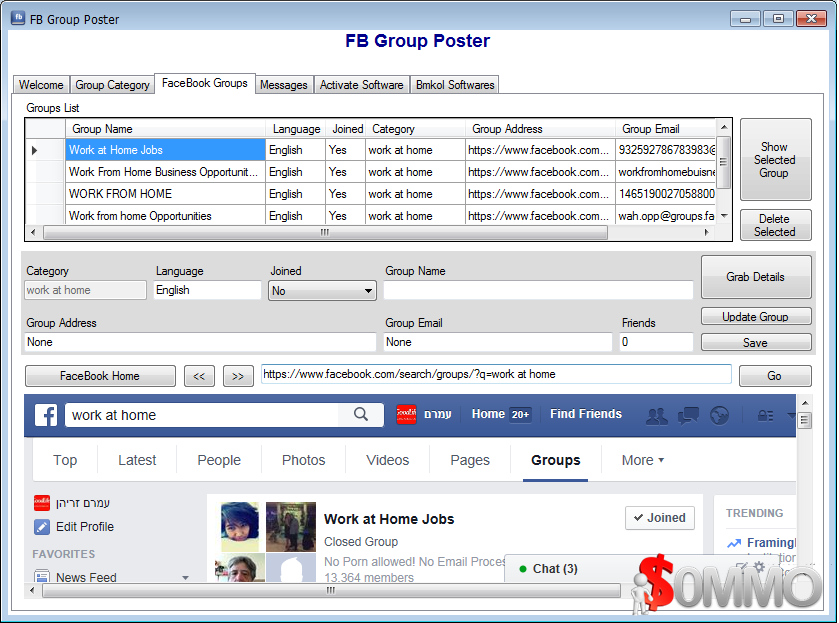 FB Group Poster
FB Group Poster
Welcome Group Category FaceBook Groups Messages Activate Software Bmkol Softwares
Groups List
Group Name Language Joined Category Group Address Group Email
Work at Home Jobs English Yes work at home https://www.facebook.com... 932592786783983@
Work From Home Business Opportunit... English Yes work at home https://www.facebook.com... workfromhomebuisne
WORK FROM HOME English Yes work at home https://www.facebook.com... 1465190027058800
Work from home Opportunities English Yes work at home https://www.facebook.com... wah.opp@groups.fa
Show
Selected
Group
Delete
Selected
Category Language Joined Group Name
work at home English No
Grab Details
Update Group
Group Address Group Email Friends
None None 0
Save
FaceBook Home << >> https://www.facebook.com/search/groups/?q=work at home Go
work at home עמרם Home 20+ Find Friends
Top Latest People Photos Videos Pages Groups More
עמרם זריהן
Edit Profile
FAVORITES
News Feed
Work at Home Jobs
Closed Group
No Porn allowed! No Email Proces
13,364 members
Joined
TRENDING
Framingl
Chat (3)
$OMMO